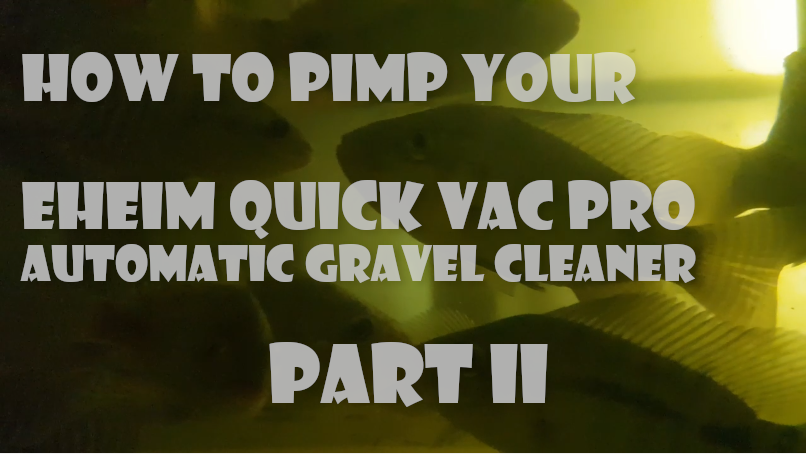 HOW TO PIMP YOUR
EHEIM QUICK VAC PRO
AUTOMATIC GRAVEL CLEANER
PART II